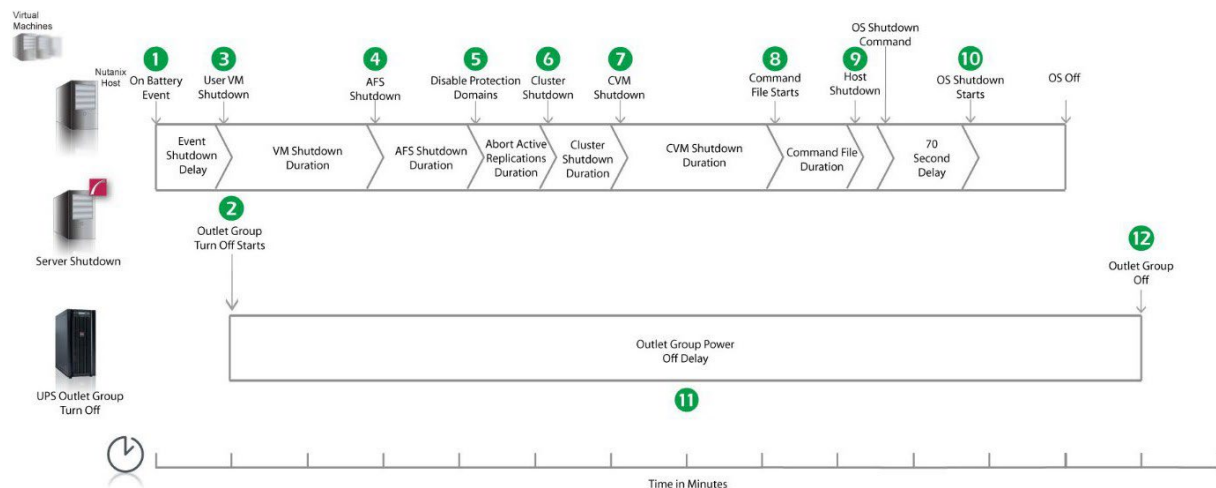 Virtual
Machines
Nutanix
Host
1
On Battery
Event
3
User VM
Shutdown
4
AFS
Shutdown
5
Disable Protection
Domains
6
Cluster
Shutdown
7
CVM
Shutdown
8
Command
File Starts
9
Host
Shutdown
OS Shutdown
Command
10
OS Shutdown
Starts
OS Off
Event
Shutdown
Delay
VM Shutdown
Duration
AFS Shutdown
Duration
Abort Active
Replications
Duration
Cluster
Shutdown
Duration
CVM Shutdown
Duration
Command File
Duration
70
Second
Delay
Server Shutdown
2
Outlet Group
Turn Off Starts
12
Outlet Group
Off
Outlet Group Power
Off Delay
11
UPS Outlet Group
Turn Off
Time in Minutes